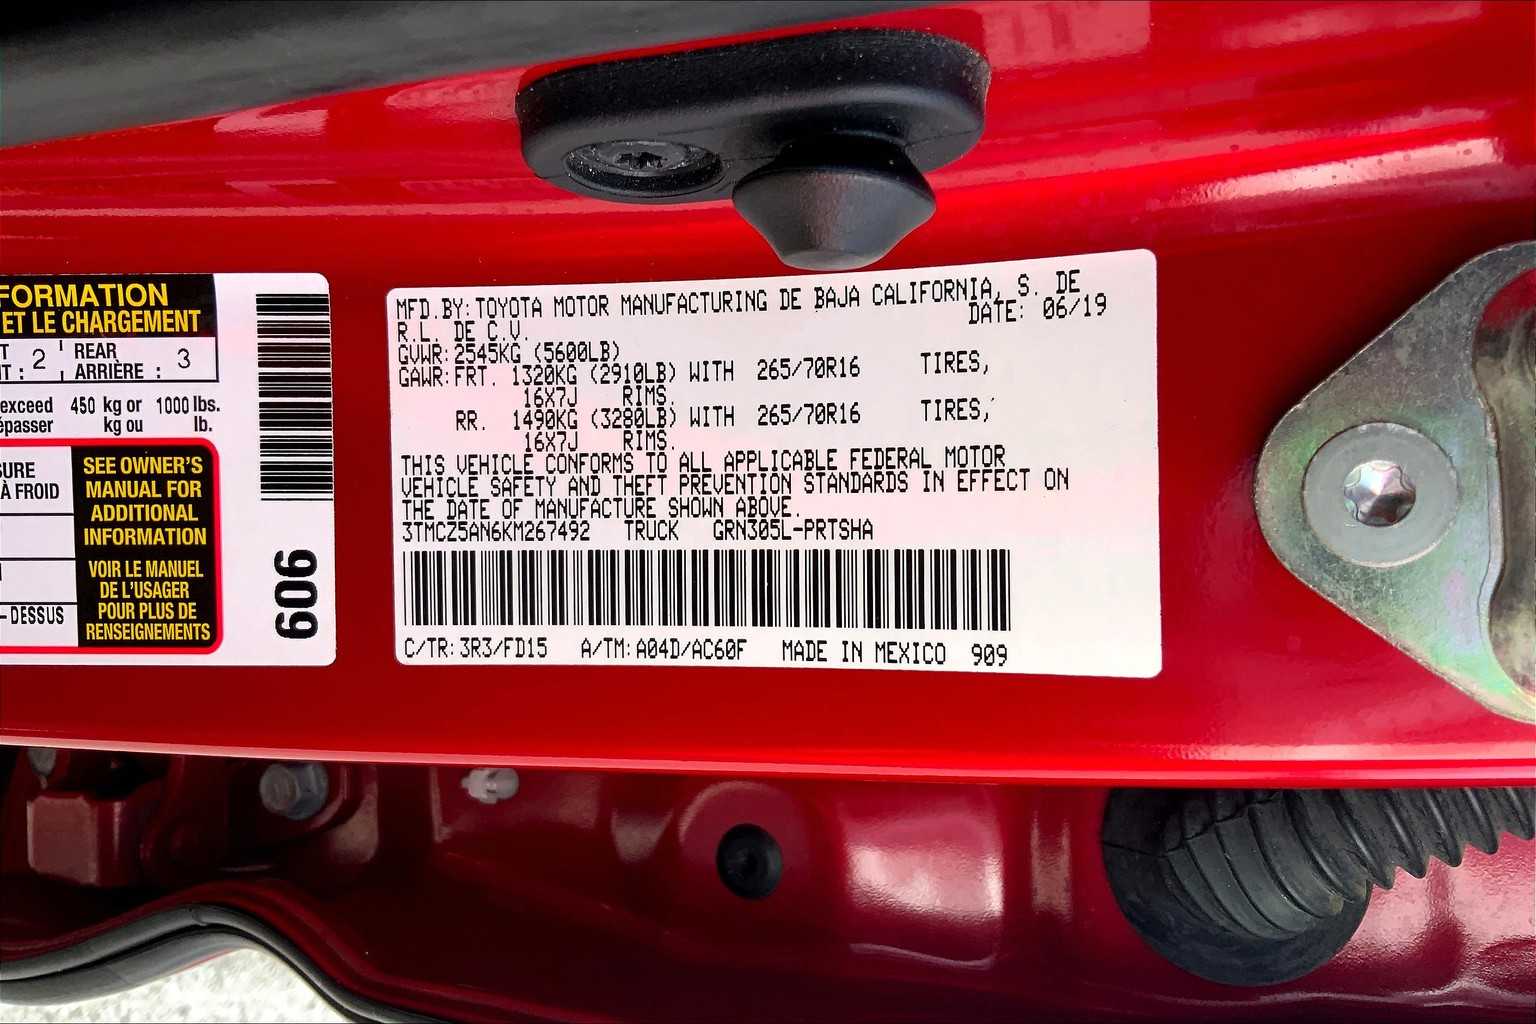 FORMATION
ET LE CHARGEMENT
2
REAR
ARRIÈRE : 3
exceed 450 kg or 1000 lbs.
kg ou lb.
À FROID
SEE OWNER'S
MANUAL FOR
ADDITIONAL
INFORMATION
VOIR LE MANUEL
DE L'USAGER
POUR PLUS DE
RENSEIGNEMENTS
DESSUS
909
MFD.BY: TOYOTA MOTOR MANUFACTURING DE BAJA CALIFORNIA, S. DE
R.L. DE C.V. DATE: 06/19
GVWR: 2545KG (5600LB)
GAWR: FRT. 1320KG (2910LB) WITH 265/70R16 TIRES,
16X7J RIMS.
RR. 1490KG (3280LB) WITH 265/70R16 TIRES,
16X7J RIMS.
THIS VEHICLE CONFORMS TO ALL APPLICABLE FEDERAL MOTOR
VEHICLE SAFETY AND THEFT PREVENTION STANDARDS IN EFFECT ON
THE DATE OF MANUFACTURE SHOWN ABOVE.
3TMCZ5AN6KM267492 TRUCK GRN305L-PRTSHA
C/TR: 3R3/FD15 A/TM: A04D/AC60F MADE IN MEXICO 909